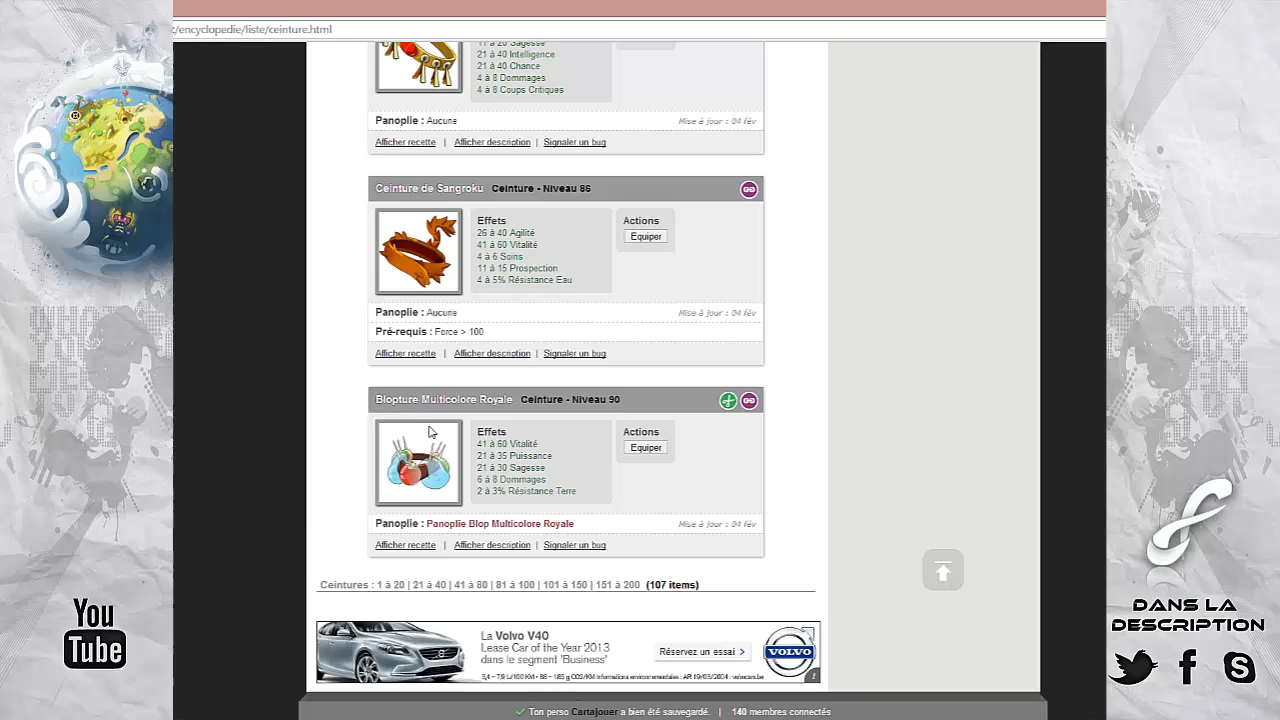 /encyclopedie/liste/ceinture.html
11 à 20 Sagesse
21 à 40 Intelligence
21 à 40 Chance
4 à 8 Dommages
4 à 8 Coups Critiques
Panoplie : Aucune
Mise à jour : 04 fév
Afficher recette | Afficher description | Signaler un bug
Ceinture de Sangroku Ceinture - Niveau 86
Effets
26 à 40 Agilité
41 à 60 Vitalité
4 à 6 Soins
11 à 15 Prospection
4 à 5% Résistance Eau
Actions
Equiper
Panoplie : Aucune
Mise à jour : 04 fév
Pré-requis : Force > 100
Afficher recette | Afficher description | Signaler un bug
Blopture Multicolore Royale Ceinture - Niveau 90
Effets
41 à 60 Vitalité
21 à 35 Puissance
21 à 30 Sagesse
6 à 8 Dommages
2 à 3% Résistance Terre
Actions
Equiper
Panoplie : Panoplie Blop Multicolore Royale
Mise à jour : 04 fév
Afficher recette | Afficher description | Signaler un bug
Ceintures : 1 à 20 | 21 à 40 | 41 à 80 | 81 à 100 | 101 à 150 | 151 à 200 (107 items)
La Volvo V40
Lease Car of the Year 2013
dans le segment 'Business'
Réservez un essai >
VOLVO
Ton perso Cartajouer a bien été sauvegardé. | 140 membres connectés
You
Tube
DANS LA
DESCRIPTION